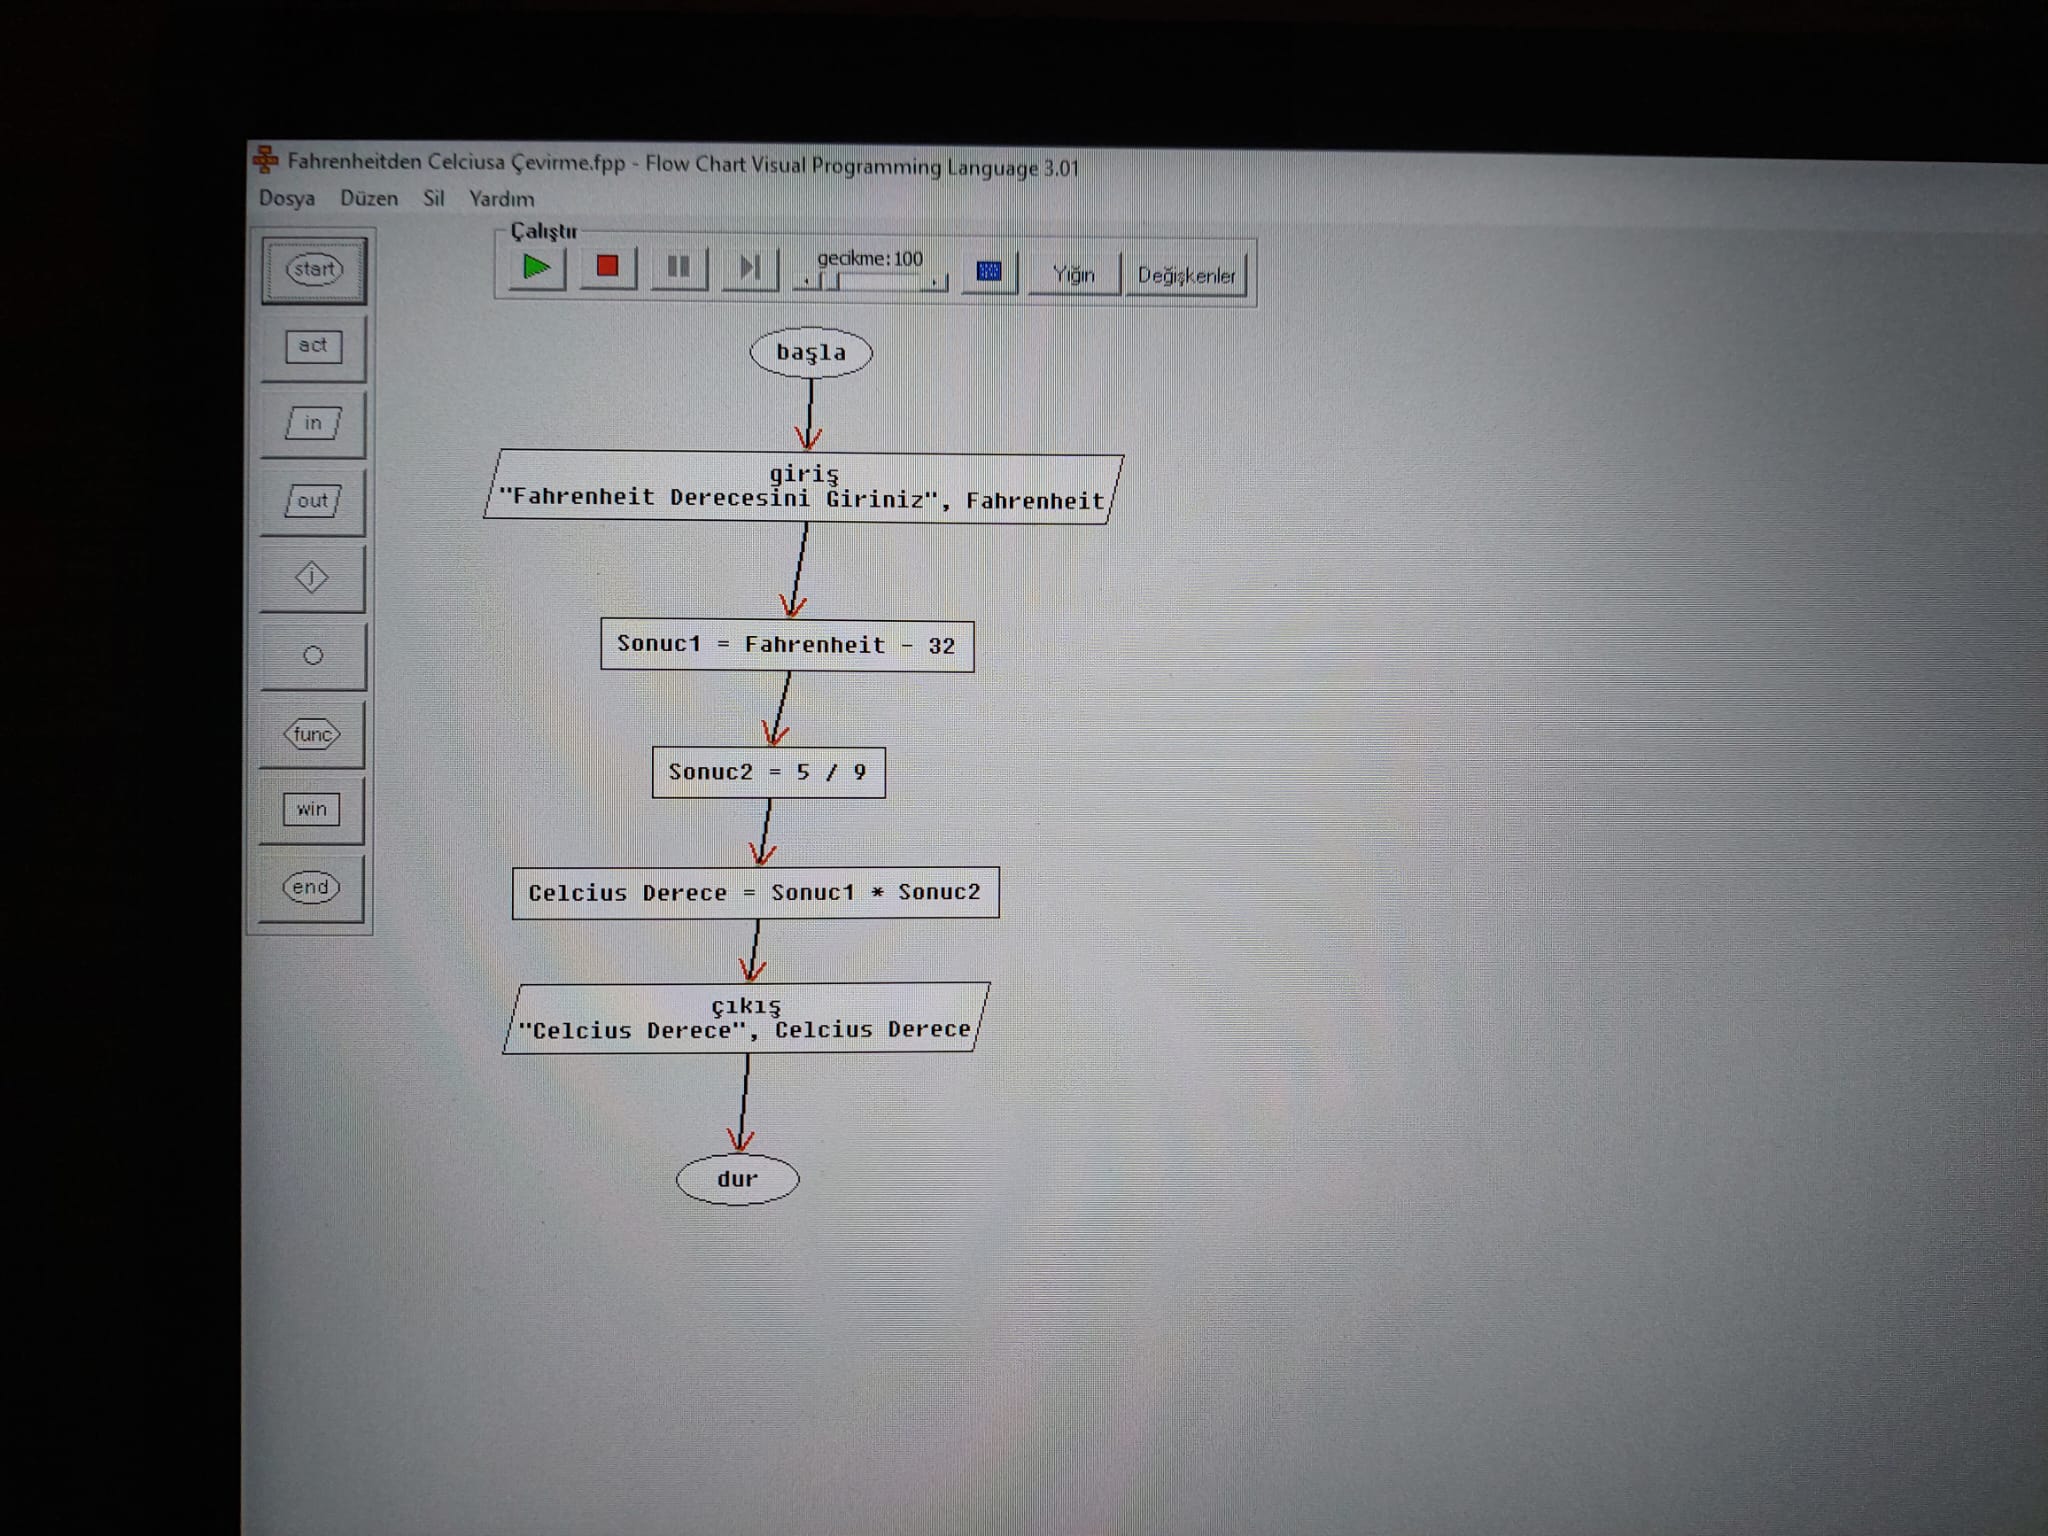 Fahrenheitden Celciusa Çevirme.fpp - Flow Chart Visual Programming Language 3.01
Dosya Düzen Sil Yardım
Çalıştır
gecikme:100
Yığın
Değişkenler
start
act
in
out
j
func
win
end
başla
giriş
"Fahrenheit Derecesini Giriniz", Fahrenheit
Sonuc1 = Fahrenheit - 32
Sonuc2 = 5 / 9
Celcius Derece = Sonuc1 * Sonuc2
çıkış
"Celcius Derece", Celcius Derece
dur